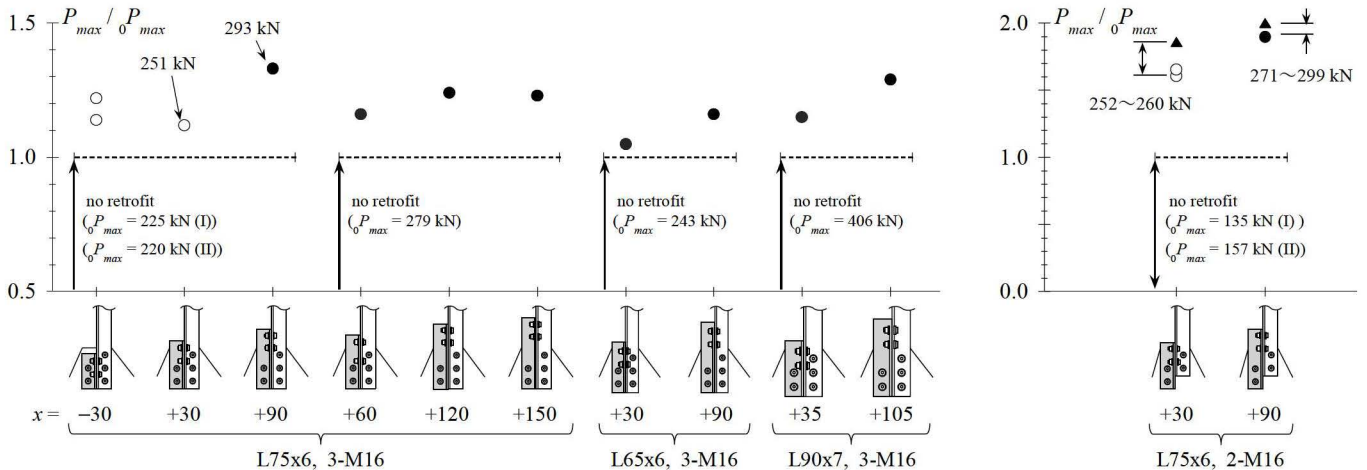 P_max / ₀P_max
1.5
1.0
0.5
293 kN
251 kN
no retrofit
(₀P_max = 225 kN (I))
(₀P_max = 220 kN (II))
no retrofit
(₀P_max = 279 kN)
no retrofit
(₀P_max = 243 kN)
no retrofit
(₀P_max = 406 kN)
x = −30 +30 +90 +60 +120 +150 +30 +90 +35 +105
L75x6, 3-M16 L65x6, 3-M16 L90x7, 3-M16
P_max / ₀P_max
2.0
1.0
0.0
271～299 kN
252～260 kN
no retrofit
(₀P_max = 135 kN (I) )
(₀P_max = 157 kN (II))
+30 +90
L75x6, 2-M16